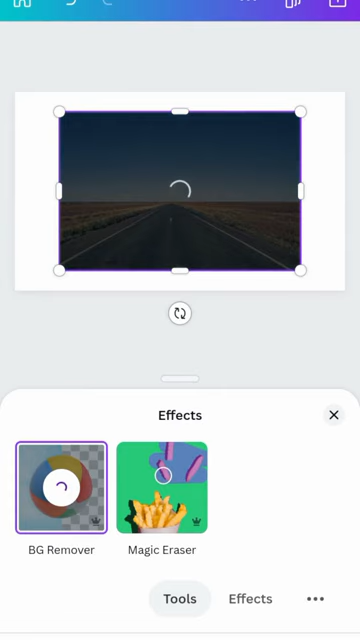 Effects
BG Remover
Magic Eraser
Tools
Effects